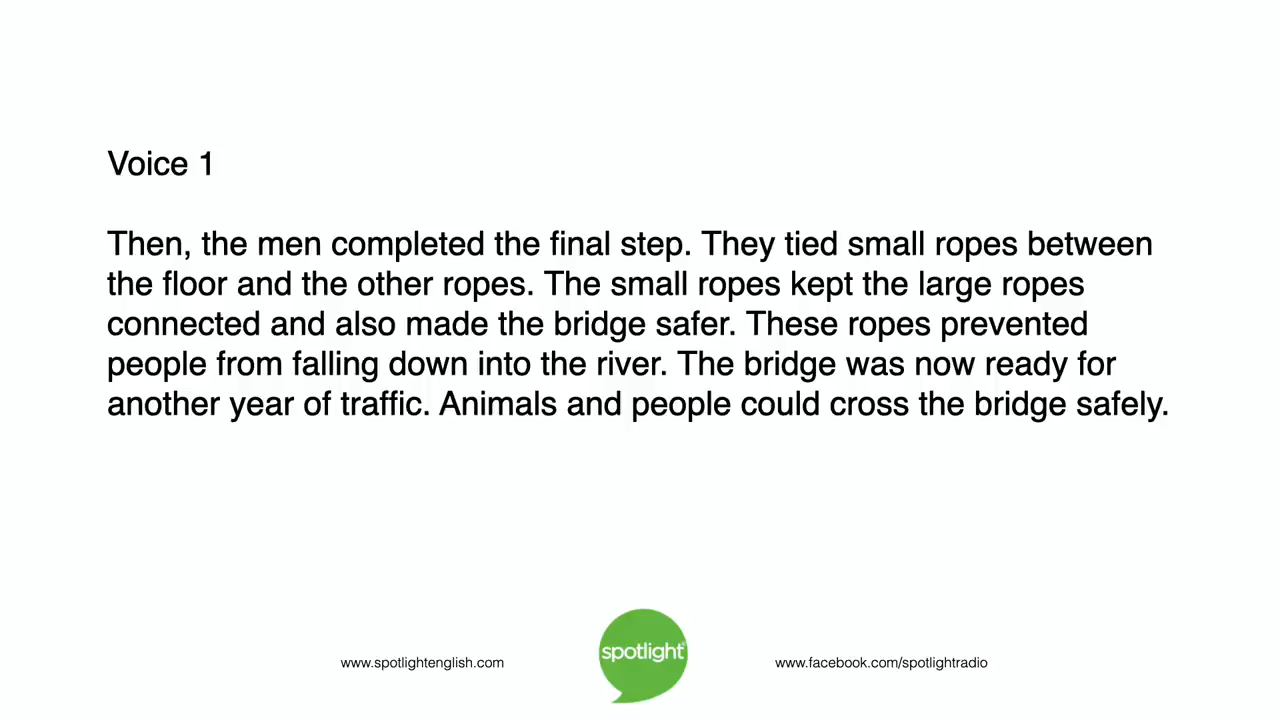 Voice 1
Then, the men completed the final step. They tied small ropes between
the floor and the other ropes. The small ropes kept the large ropes
connected and also made the bridge safer. These ropes prevented
people from falling down into the river. The bridge was now ready for
another year of traffic. Animals and people could cross the bridge safely.
www.spotlightenglish.com
spotlight
www.facebook.com/spotlightradio